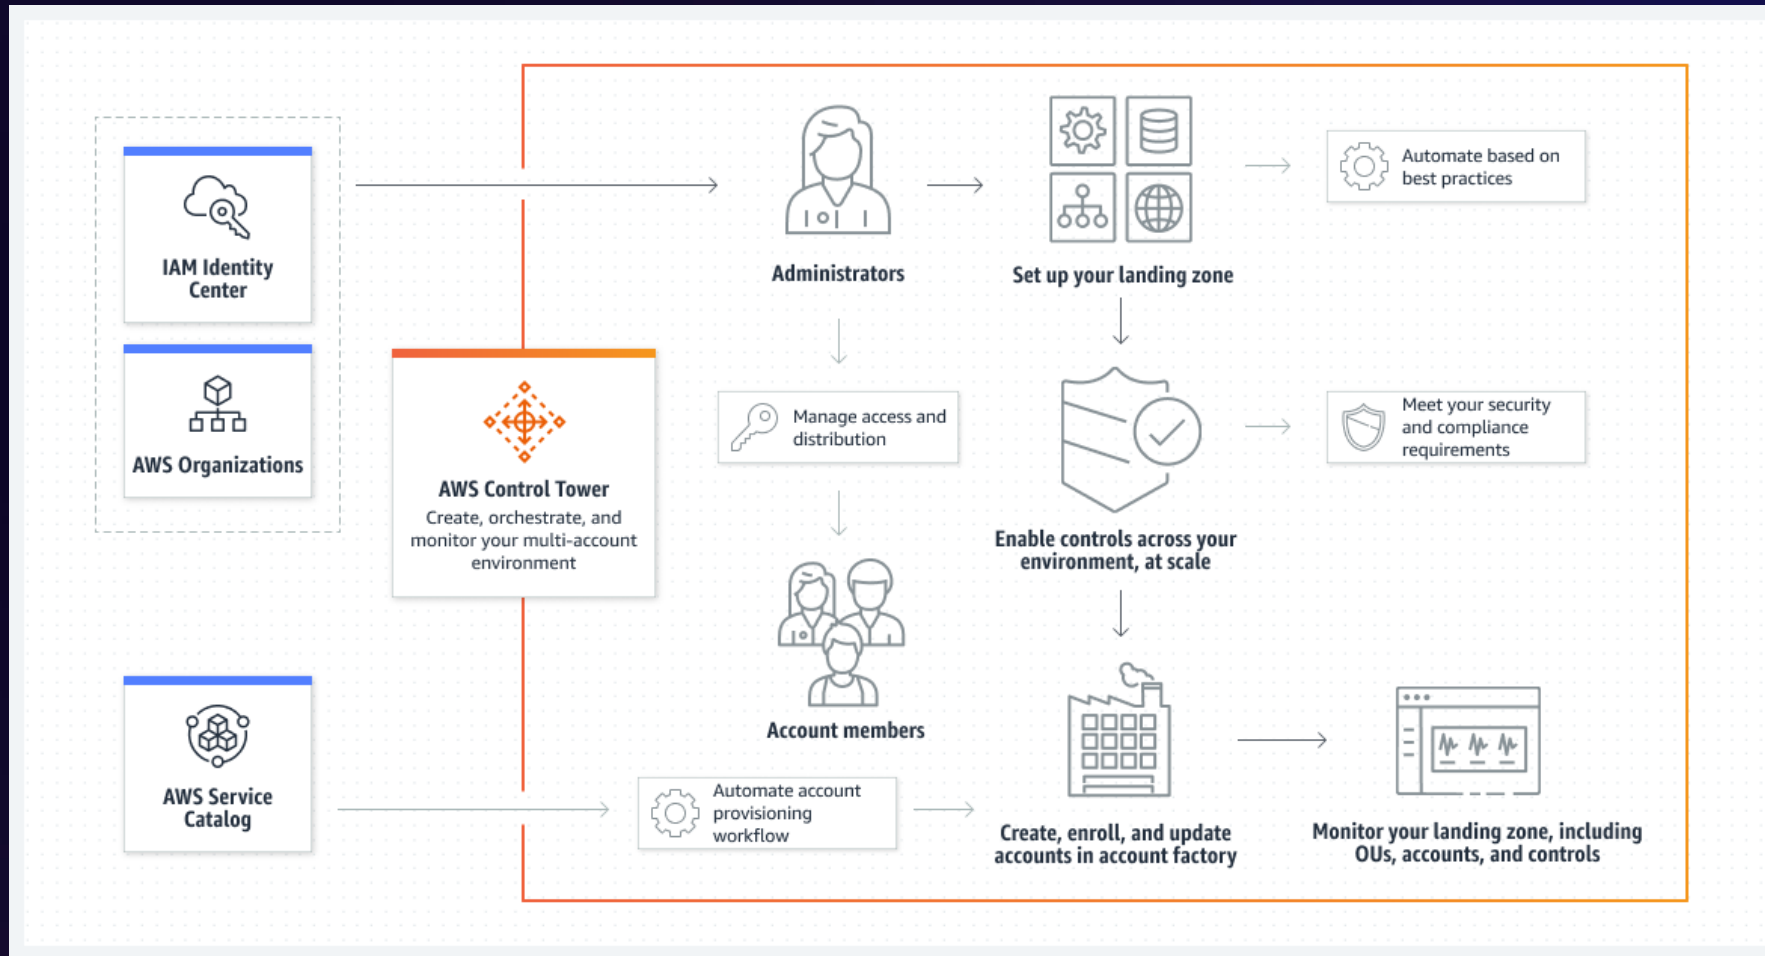 IAM Identity
Center
AWS Organizations
AWS Control Tower
Create, orchestrate, and
monitor your multi-account
environment
AWS Service
Catalog
Administrators
Manage access and
distribution
Account members
Automate account
provisioning
workflow
Set up your landing zone
Automate based on
best practices
Enable controls across your
environment, at scale
Meet your security
and compliance
requirements
Create, enroll, and update
accounts in account factory
Monitor your landing zone, including
OUs, accounts, and controls